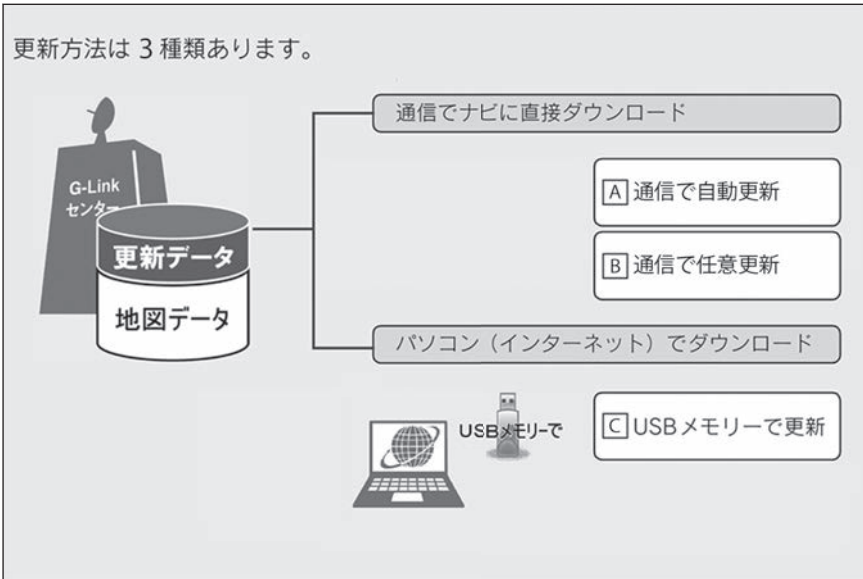 更新方法は 3 種類あります。
通信でナビに直接ダウンロード
G-Link
センター
A 通信で自動更新
更新データ
B 通信で任意更新
地図データ
パソコン（インターネット）でダウンロード
USBメモリーで
C USBメモリーで更新